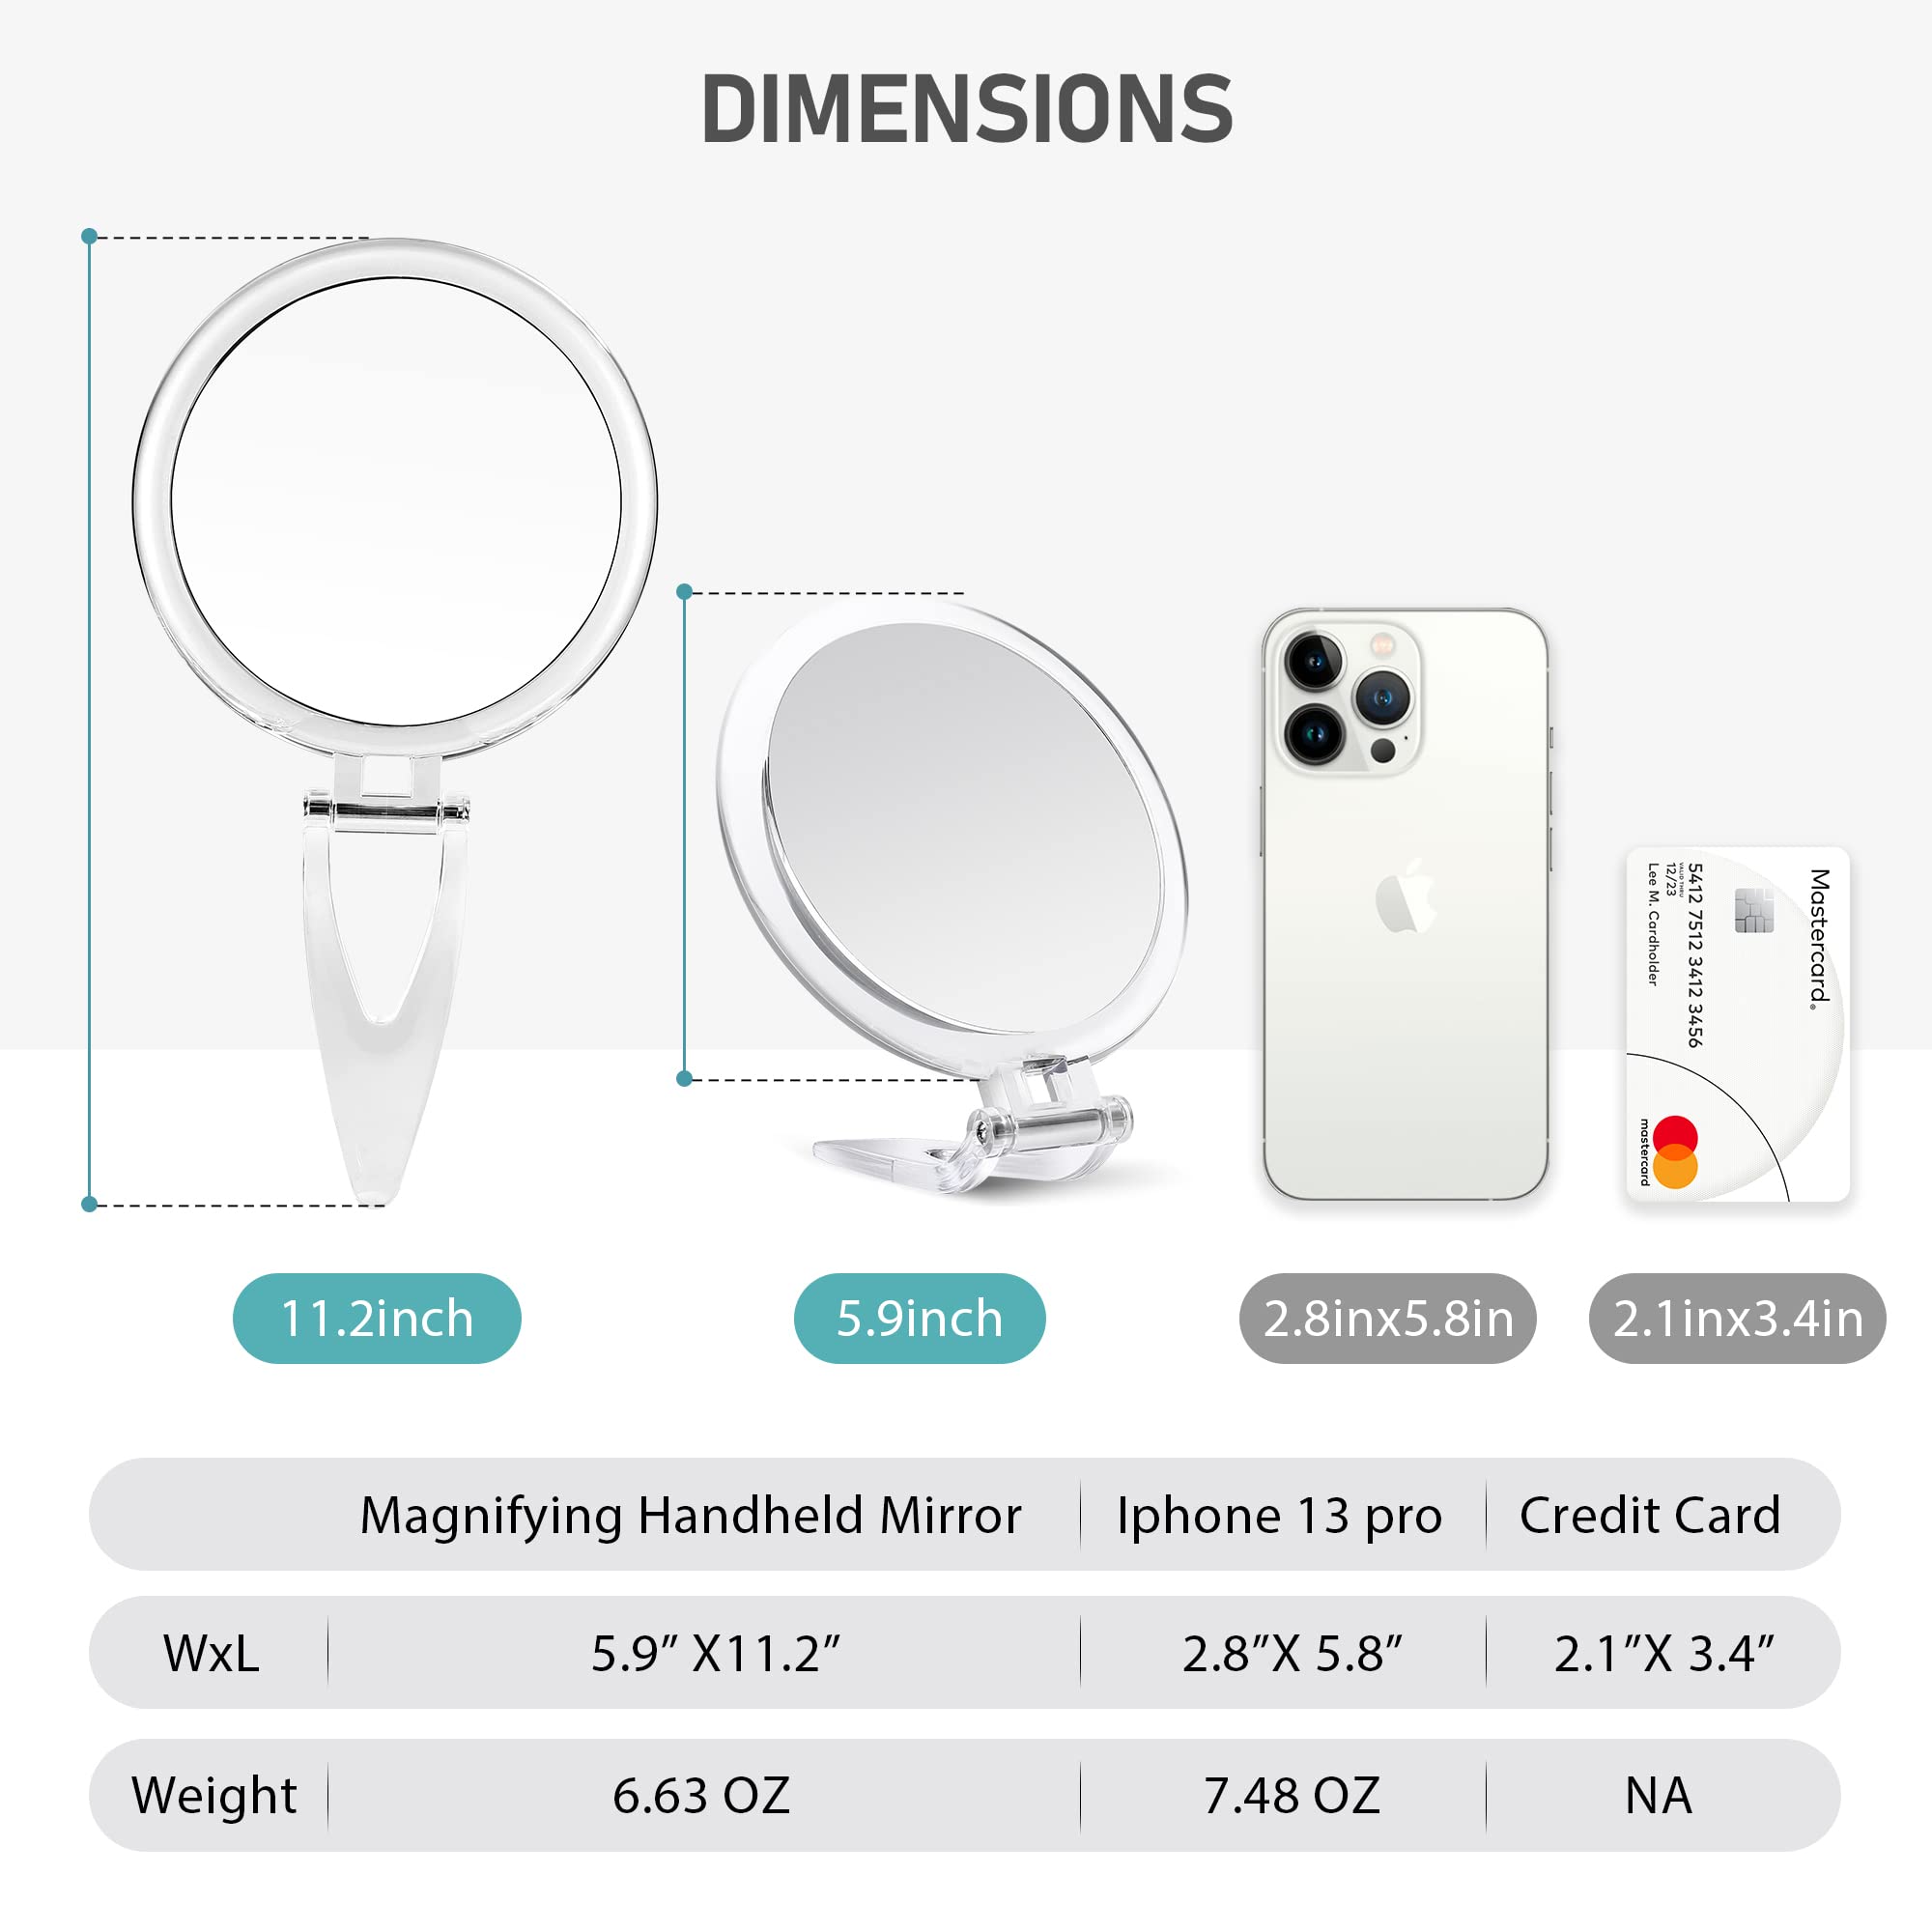 DIMENSIONS
Mastercard.
5412 7512 3412 3456
VALID THRU
12/23
Lee M. Cardholder
mastercard
11.2inch
5.9inch
2.8inx5.8in
2.1inx3.4in
Magnifying Handheld Mirror Iphone 13 pro Credit Card
WxL 5.9” X11.2” 2.8”X 5.8” 2.1”X 3.4”
Weight 6.63 OZ 7.48 OZ NA